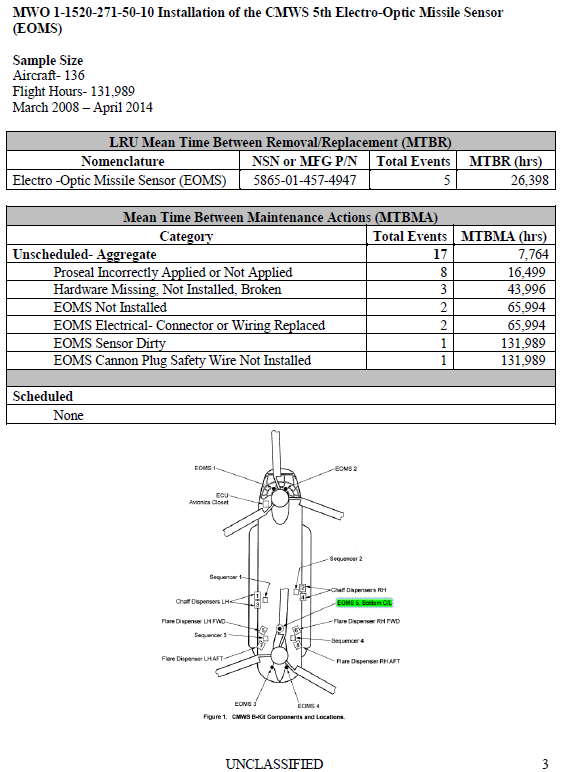 MWO 1-1520-271-50-10 Installation of the CMWS 5th Electro-Optic Missile Sensor
(EOMS)
Sample Size
Aircraft- 136
Flight Hours- 131,989
March 2008 – April 2014
LRU Mean Time Between Removal/Replacement (MTBR)
Nomenclature NSN or MFG P/N Total Events MTBR (hrs)
Electro -Optic Missile Sensor (EOMS) 5865-01-457-4947 5 26,398
Mean Time Between Maintenance Actions (MTBMA)
Category Total Events MTBMA (hrs)
Unscheduled- Aggregate 17 7,764
Proseal Incorrectly Applied or Not Applied 8 16,499
Hardware Missing, Not Installed, Broken 3 43,996
EOMS Not Installed 2 65,994
EOMS Electrical- Connector or Wiring Replaced 2 65,994
EOMS Sensor Dirty 1 131,989
EOMS Cannon Plug Safety Wire Not Installed 1 131,989
Scheduled
None
EOMS 1 EOMS 2
ECU
Avionics Closet
Sequencer 2
Sequencer 1
2 Chaff Dispensers RH
1 4
Chaff Dispensers LH 3 EOMS 5, Bottom C/L
Flare Dispenser LH FWD 5 6 Flare Dispenser RH FWD
Sequencer 3 Sequencer 4
7 8
Flare Dispenser LH AFT Flare Dispenser RH AFT
EOMS 3 EOMS 4
Figure 1. CMWS B-Kit Components and Locations.
UNCLASSIFIED 3